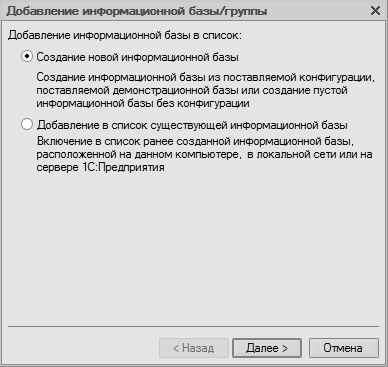 Добавление информационной базы/группы
Добавление информационной базы в список:
Создание новой информационной базы
Создание информационной базы из поставляемой конфигурации,
поставляемой демонстрационной базы или создание пустой
информационной базы без конфигурации
Добавление в список существующей информационной базы
Включение в список ранее созданной информационной базы,
расположенной на данном компьютере, в локальной сети или на
сервере 1С:Предприятия
< Назад
Далее >
Отмена